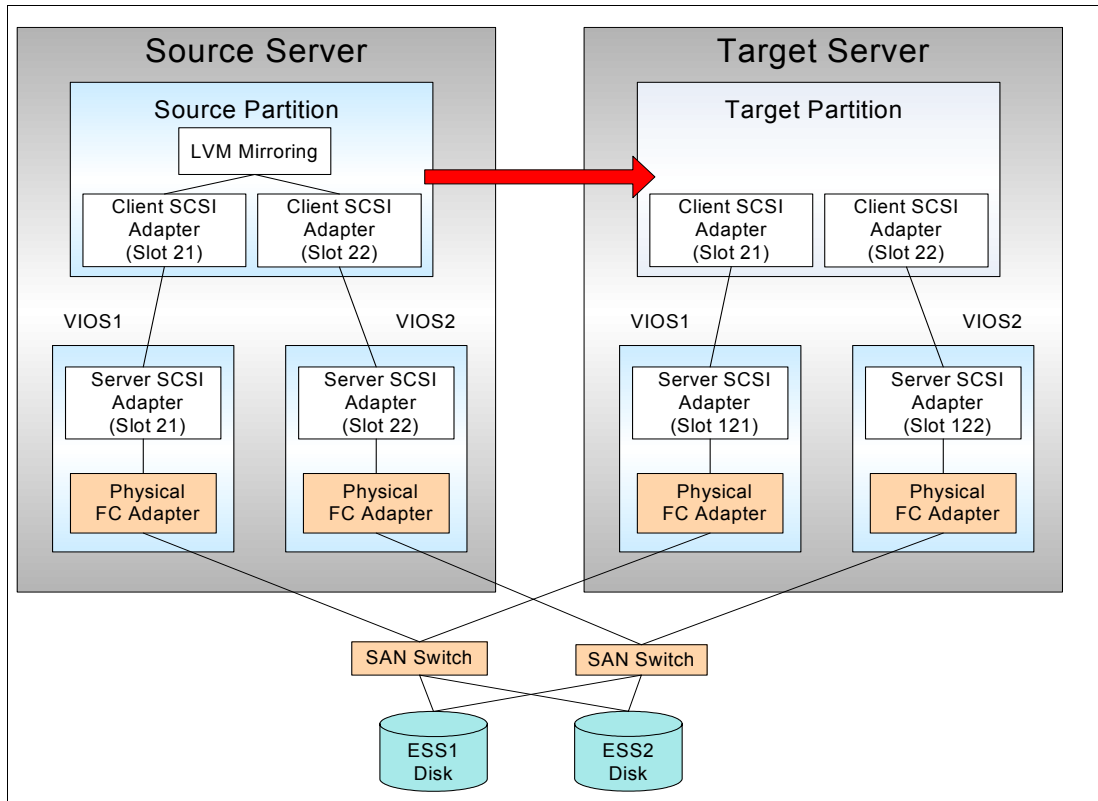 Source Server
Target Server
Source Partition
LVM Mirroring
Client SCSI
Adapter
(Slot 21)
Client SCSI
Adapter
(Slot 22)
Target Partition
Client SCSI
Adapter
(Slot 21)
Client SCSI
Adapter
(Slot 22)
VIOS1
VIOS2
VIOS1
VIOS2
Server SCSI
Adapter
(Slot 21)
Server SCSI
Adapter
(Slot 22)
Server SCSI
Adapter
(Slot 121)
Server SCSI
Adapter
(Slot 122)
Physical
FC Adapter
Physical
FC Adapter
Physical
FC Adapter
Physical
FC Adapter
SAN Switch
SAN Switch
ESS1
Disk
ESS2
Disk